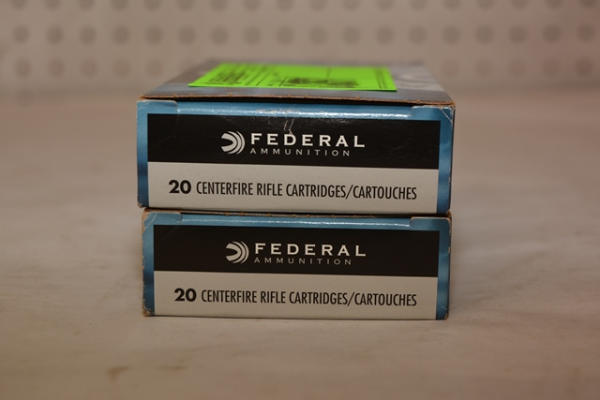 FEDERAL
AMMUNITION
20 CENTERFIRE RIFLE CARTRIDGES/CARTOUCHES
FEDERAL
AMMUNITION
20 CENTERFIRE RIFLE CARTRIDGES/CARTOUCHES